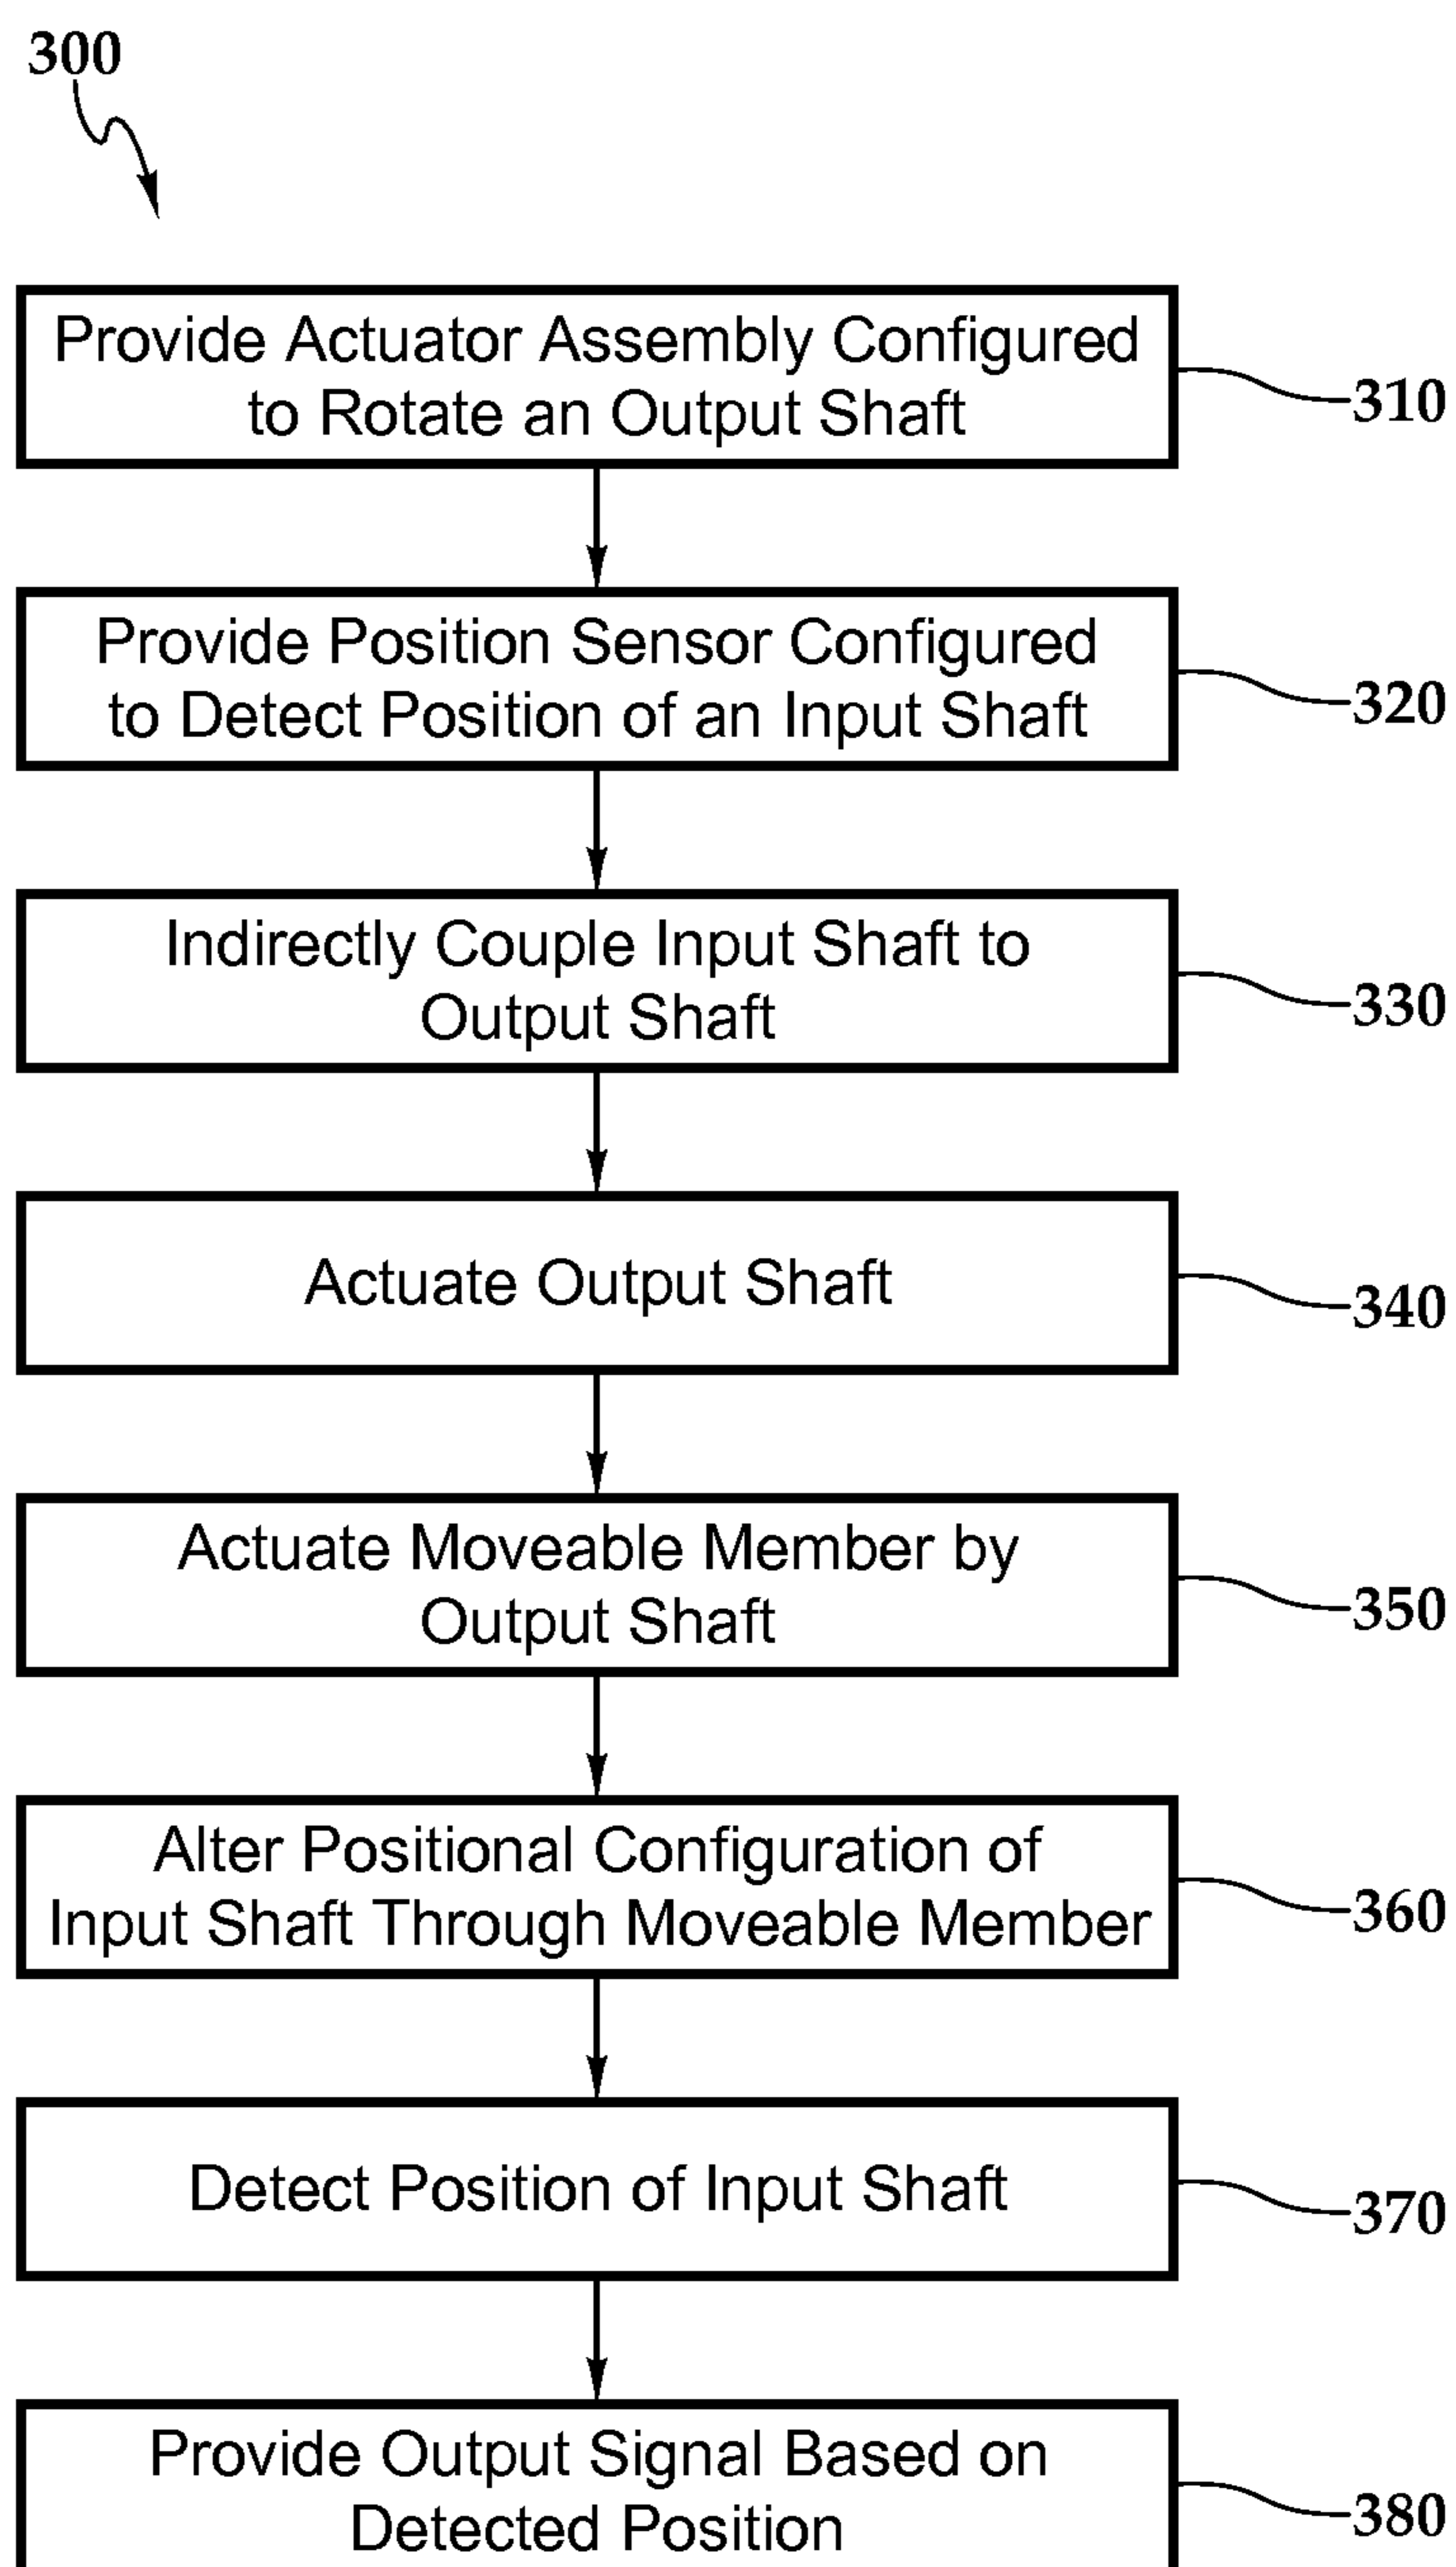 300
Provide Actuator Assembly Configured
to Rotate an Output Shaft
310
Provide Position Sensor Configured
to Detect Position of an Input Shaft
320
Indirectly Couple Input Shaft to
Output Shaft
330
Actuate Output Shaft
340
Actuate Moveable Member by
Output Shaft
350
Alter Positional Configuration of
Input Shaft Through Moveable Member
360
Detect Position of Input Shaft
370
Provide Output Signal Based on
Detected Position
380